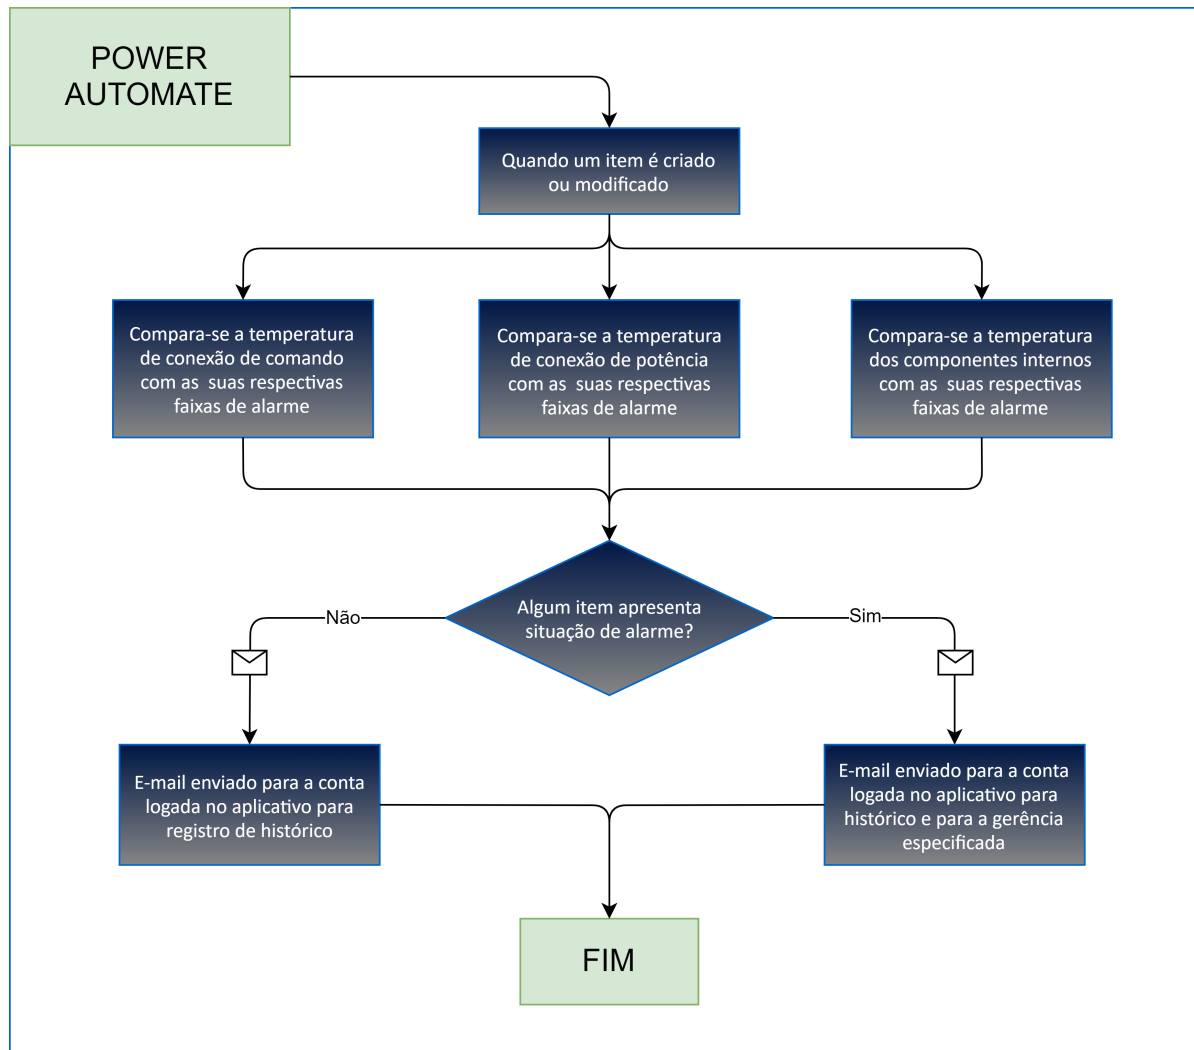 POWER
AUTOMATE
Quando um item é criado
ou modificado
Compara-se a temperatura
de conexão de comando
com as  suas respectivas
faixas de alarme
Compara-se a temperatura
de conexão de potência
com as  suas respectivas
faixas de alarme
Compara-se a temperatura
dos componentes internos
com as  suas respectivas
faixas de alarme
Algum item apresenta
situação de alarme?
Não
Sim
E-mail enviado para a conta
logada no aplicativo para
registro de histórico
E-mail enviado para a conta
logada no aplicativo para
histórico e para a gerência
especificada
FIM